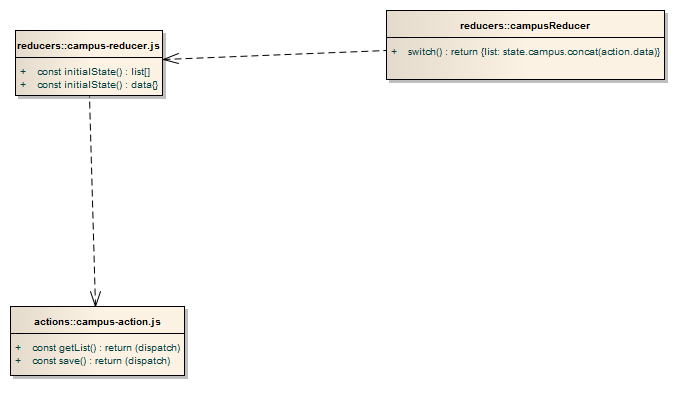 reducers::campusReducer
+ switch() : return {list: state.campus.concat(action.data)}
reducers::campus-reducer.js
+ const initialState() : list[]
+ const initialState() : data{}
actions::campus-action.js
+ const getList() : return (dispatch)
+ const save() : return (dispatch)